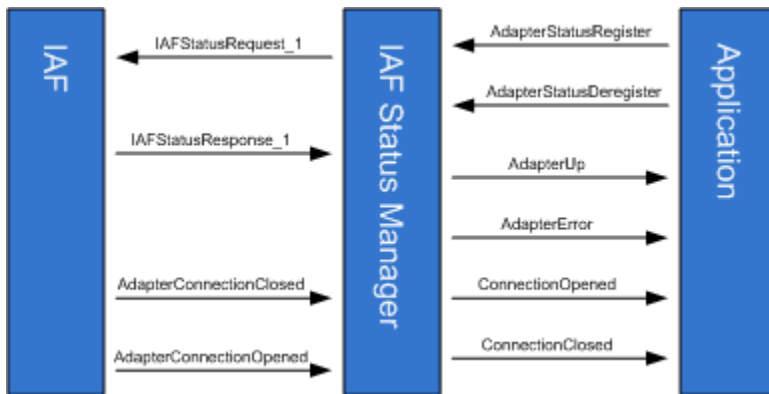 IAF
IAFStatusRequest_1
IAFStatusResponse_1
AdapterConnectionClosed
AdapterConnectionOpened
IAF Status Manager
AdapterStatusRegister
AdapterStatusDeregister
AdapterUp
AdapterError
ConnectionOpened
ConnectionClosed
Application